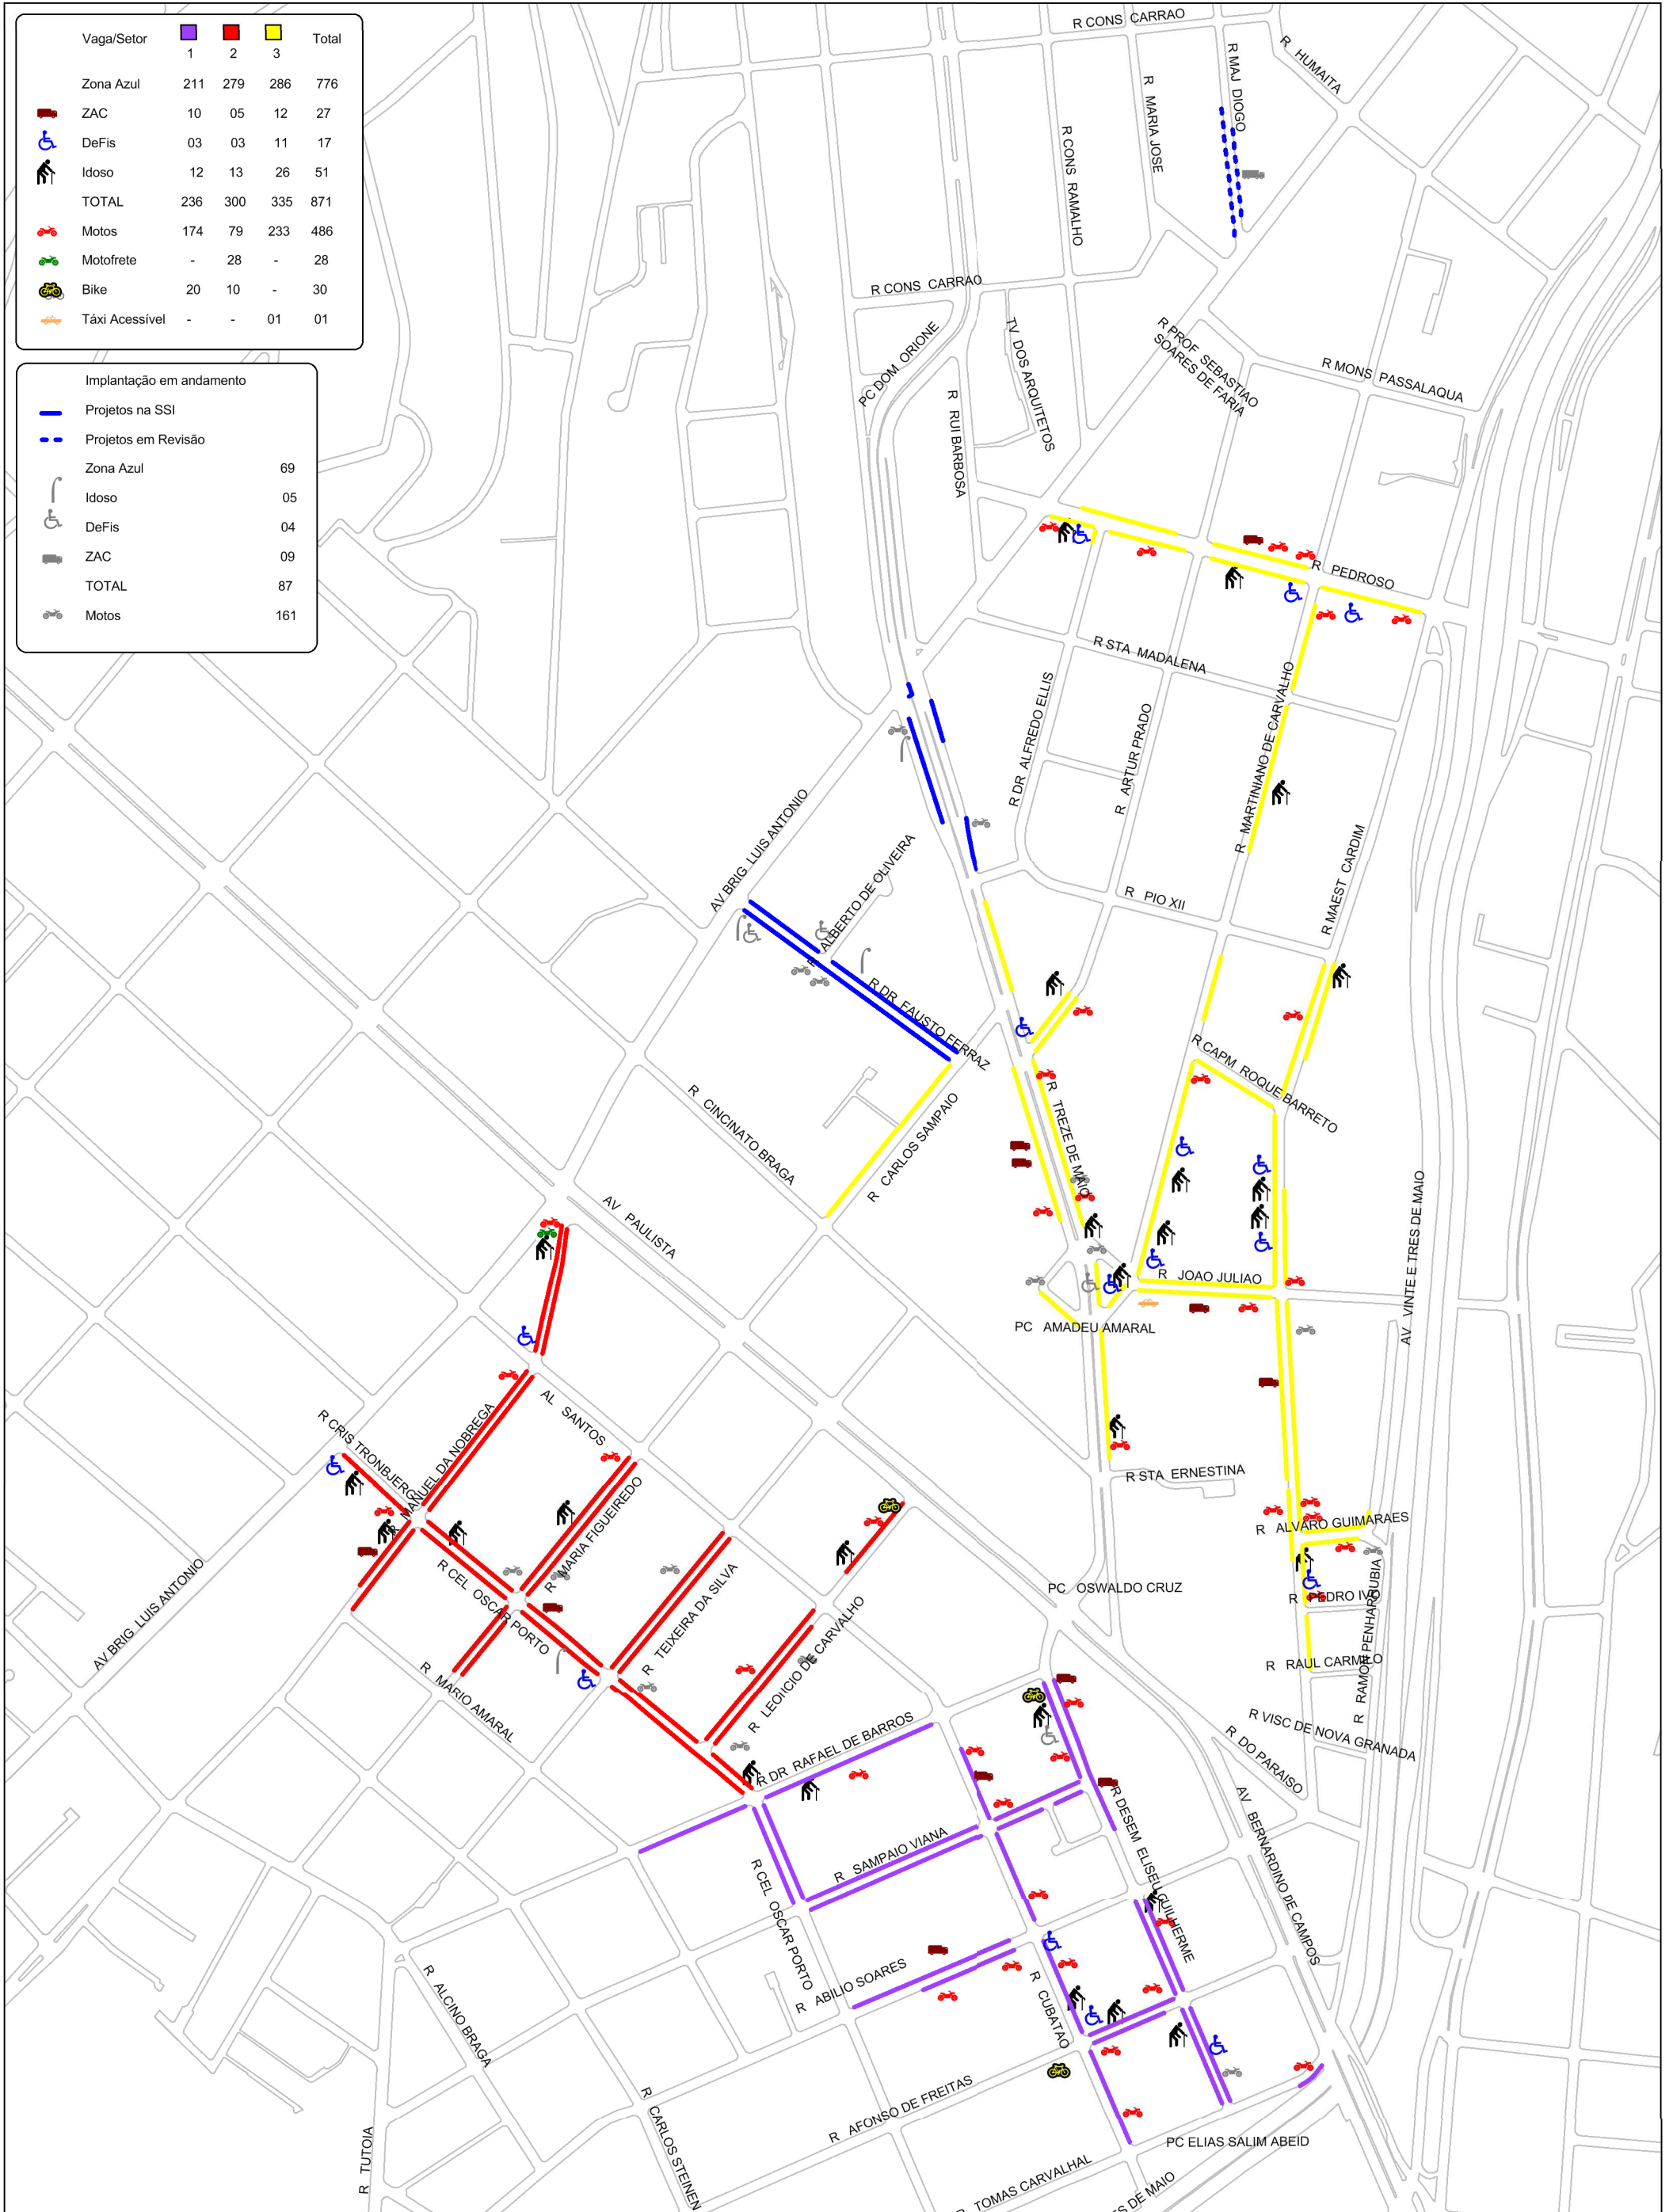 Vaga/Setor 1 2 3 Total
Zona Azul 211 279 286 776
ZAC 10 05 12 27
DeFis 03 03 11 17
Idoso 12 13 26 51
TOTAL 236 300 335 871
Motos 174 79 233 486
Motofrete - 28 - 28
Bike 20 10 - 30
Táxi Acessível - - 01 01
Implantação em andamento
Projetos na SSI
Projetos em Revisão
Zona Azul 69
Idoso 05
DeFis 04
ZAC 09
TOTAL 87
Motos 161
R CONS CARRAO
R HUMAITA
R MAJ DIOGO
R MARIA JOSE
R CONS RAMALHO
R CONS CARRAO
PC DOM ORIONE
TV. DOS ARQUITETOS
R RUI BARBOSA
R PROF SEBASTIAO
SOARES DE FARIA
R MONS PASSALAQUA
R PEDROSO
R STA MADALENA
R DR ALFREDO ELLIS
R ARTUR PRADO
R MARTINIANO DE CARVALHO
R MAEST CARDIM
AV BRIG LUIS ANTONIO
R ALBERTO DE OLIVEIRA
R PIO XII
R DR FAUSTO FERRAZ
R CINCINATO BRAGA
R CARLOS SAMPAIO
R TREZE DE MAIO
R CAPM ROQUE BARRETO
AV PAULISTA
AV VINTE E TRES DE MAIO
R JOAO JULIAO
PC AMADEU AMARAL
AL SANTOS
R CRIS TRONBJERG
R MANUEL DA NOBREGA
R MARIA FIGUEIREDO
R STA ERNESTINA
R ALVARO GUIMARAES
R CEL OSCAR PORTO
R TEIXEIRA DA SILVA
PC OSWALDO CRUZ
R PEDRO IVO
R RAMON PENHARRUBIA
R RAUL CARMILO
AV BRIG LUIS ANTONIO
R MARIO AMARAL
R LEONCIO DE CARVALHO
R VISC DE NOVA GRANADA
R DO PARAISO
R DR RAFAEL DE BARROS
R DESEM ELISEU GUILHERME
AV BERNARDINO DE CAMPOS
R SAMPAIO VIANA
R CEL OSCAR PORTO
R ABILIO SOARES
R CUBATAO
R ALCINO BRAGA
R AFONSO DE FREITAS
R CARLOS STEINEN
R TUTOIA
PC ELIAS SALIM ABEID
R TOMAS CARVALHAL
ES DE MAIO